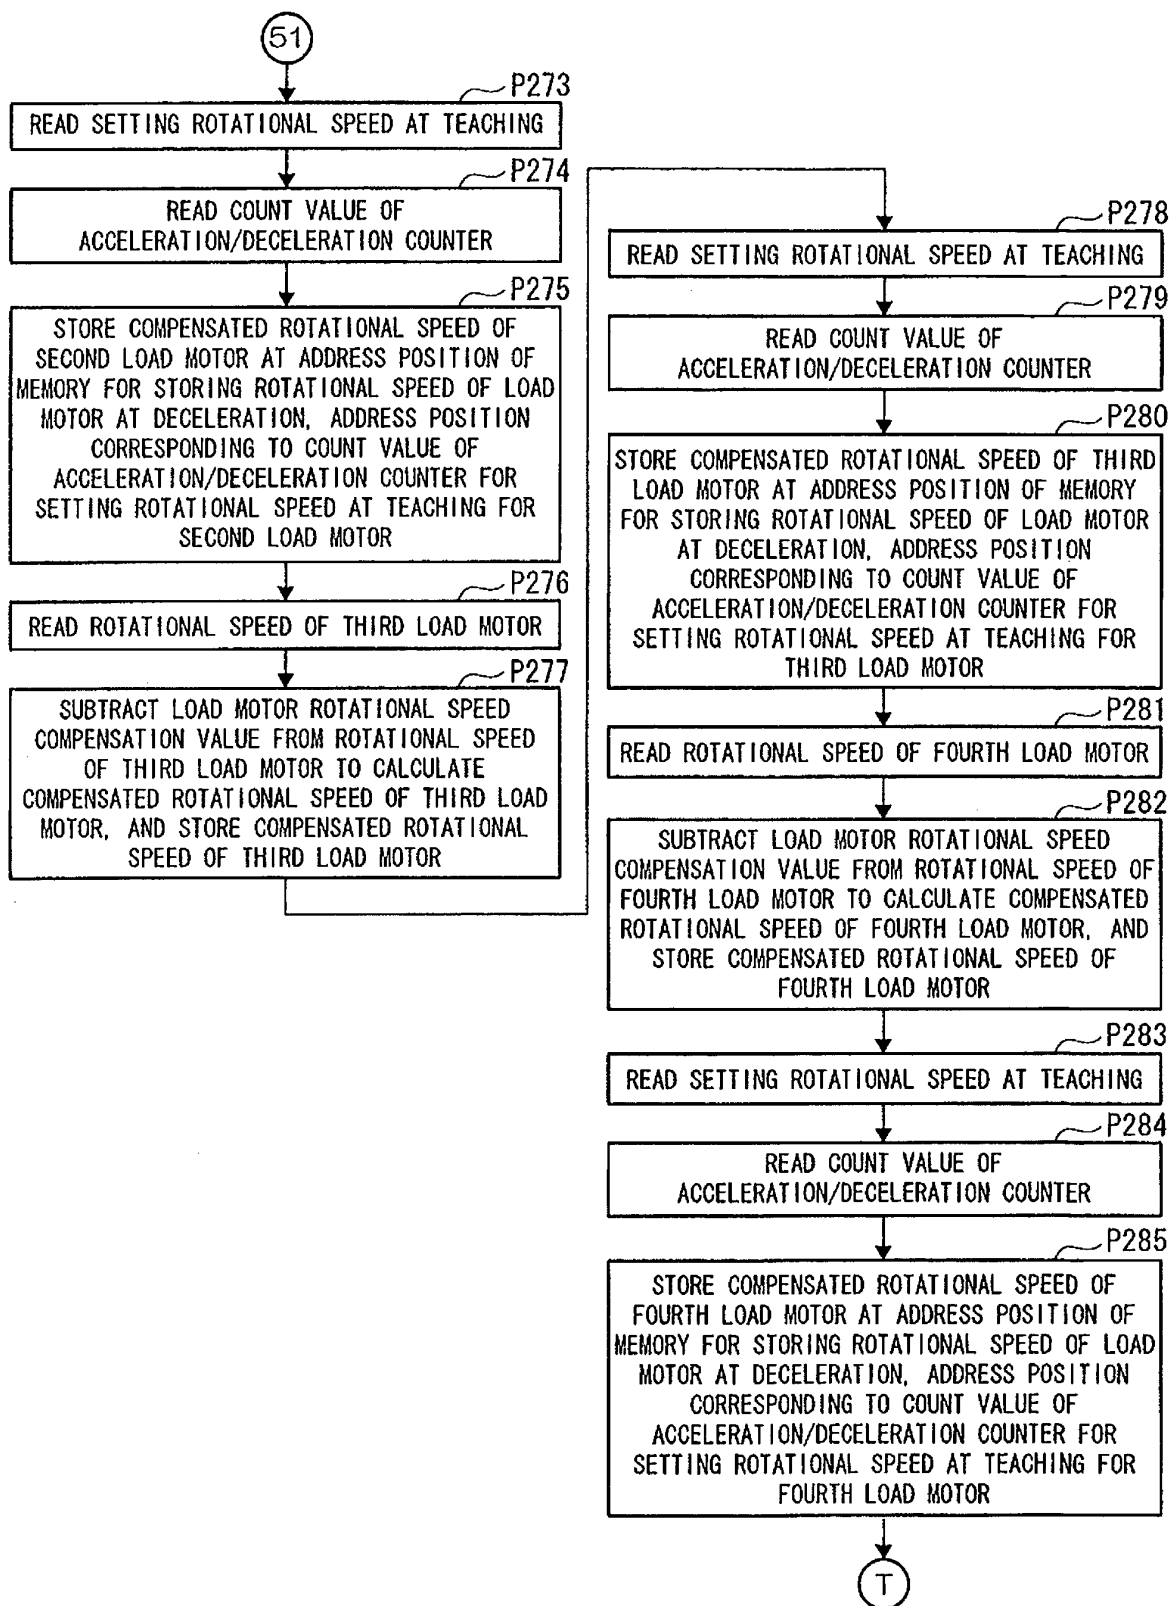 51
P273
READ SETTING ROTATIONAL SPEED AT TEACHING
P274
READ COUNT VALUE OF
ACCELERATION/DECELERATION COUNTER
P275
STORE COMPENSATED ROTATIONAL SPEED OF
SECOND LOAD MOTOR AT ADDRESS POSITION OF
MEMORY FOR STORING ROTATIONAL SPEED OF LOAD
MOTOR AT DECELERATION, ADDRESS POSITION
CORRESPONDING TO COUNT VALUE OF
ACCELERATION/DECELERATION COUNTER FOR
SETTING ROTATIONAL SPEED AT TEACHING FOR
SECOND LOAD MOTOR
P276
READ ROTATIONAL SPEED OF THIRD LOAD MOTOR
P277
SUBTRACT LOAD MOTOR ROTATIONAL SPEED
COMPENSATION VALUE FROM ROTATIONAL SPEED
OF THIRD LOAD MOTOR TO CALCULATE
COMPENSATED ROTATIONAL SPEED OF THIRD LOAD
MOTOR, AND STORE COMPENSATED ROTATIONAL
SPEED OF THIRD LOAD MOTOR
P278
READ SETTING ROTATIONAL SPEED AT TEACHING
P279
READ COUNT VALUE OF
ACCELERATION/DECELERATION COUNTER
P280
STORE COMPENSATED ROTATIONAL SPEED OF THIRD
LOAD MOTOR AT ADDRESS POSITION OF MEMORY
FOR STORING ROTATIONAL SPEED OF LOAD MOTOR
AT DECELERATION, ADDRESS POSITION
CORRESPONDING TO COUNT VALUE OF
ACCELERATION/DECELERATION COUNTER FOR
SETTING ROTATIONAL SPEED AT TEACHING FOR
THIRD LOAD MOTOR
P281
READ ROTATIONAL SPEED OF FOURTH LOAD MOTOR
P282
SUBTRACT LOAD MOTOR ROTATIONAL SPEED
COMPENSATION VALUE FROM ROTATIONAL SPEED OF
FOURTH LOAD MOTOR TO CALCULATE COMPENSATED
ROTATIONAL SPEED OF FOURTH LOAD MOTOR, AND
STORE COMPENSATED ROTATIONAL SPEED OF
FOURTH LOAD MOTOR
P283
READ SETTING ROTATIONAL SPEED AT TEACHING
P284
READ COUNT VALUE OF
ACCELERATION/DECELERATION COUNTER
P285
STORE COMPENSATED ROTATIONAL SPEED OF
FOURTH LOAD MOTOR AT ADDRESS POSITION OF
MEMORY FOR STORING ROTATIONAL SPEED OF LOAD
MOTOR AT DECELERATION, ADDRESS POSITION
CORRESPONDING TO COUNT VALUE OF
ACCELERATION/DECELERATION COUNTER FOR
SETTING ROTATIONAL SPEED AT TEACHING FOR
FOURTH LOAD MOTOR
T